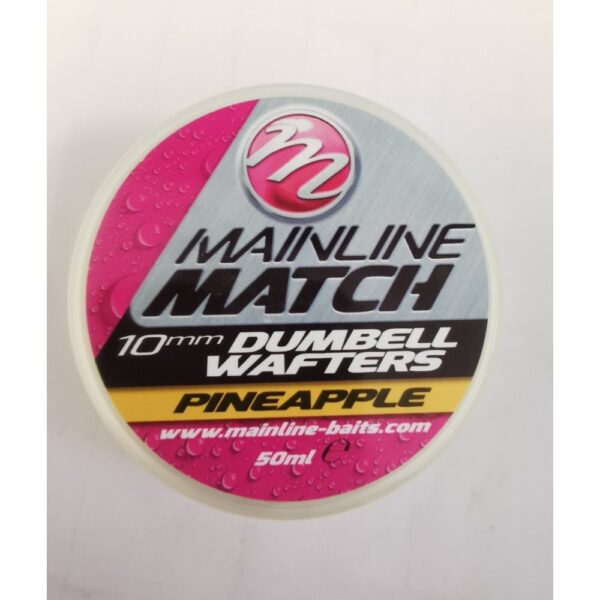 m
MAINLINE
MATCH
10mm DUMBELL
WAFTERS
PINEAPPLE
www.mainline-baits.com
50ml ℮